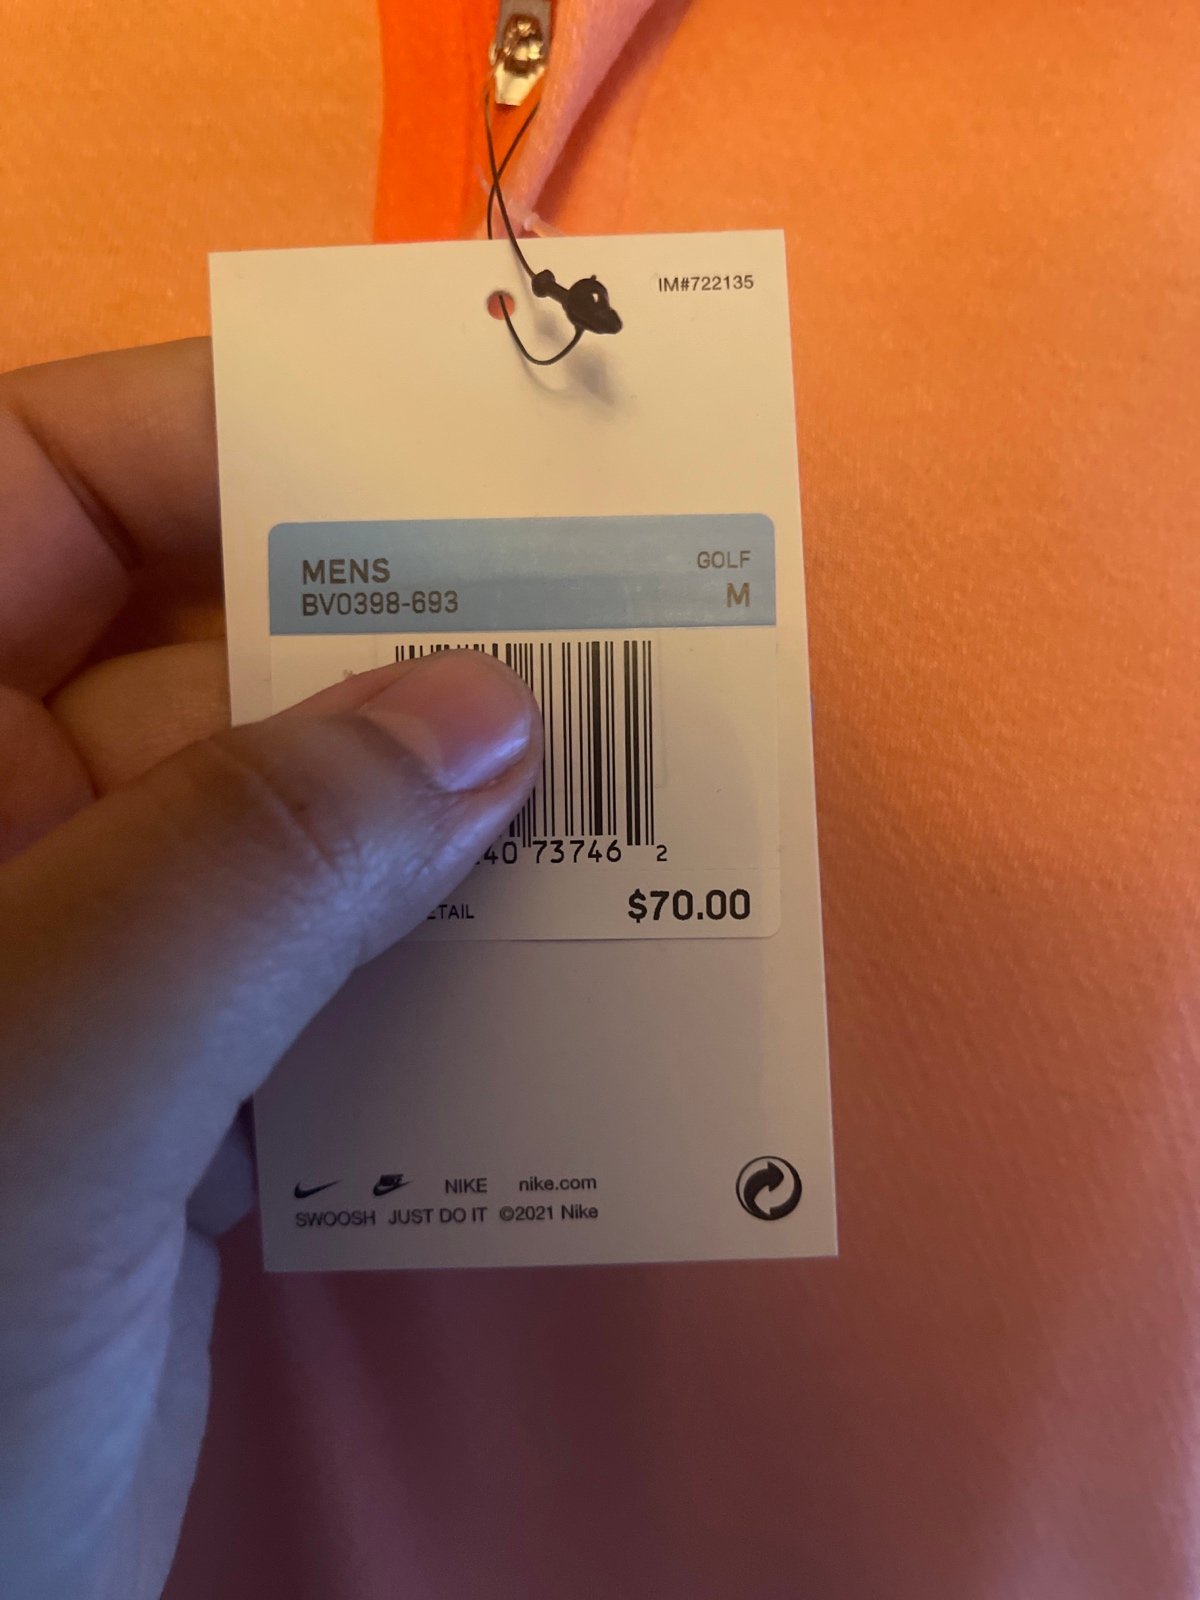 IM#722135
MENS
GOLF
BV0398-693
M
40 73746 2
$70.00
NIKE nike.com
SWOOSH JUST DO IT ©2021 Nike